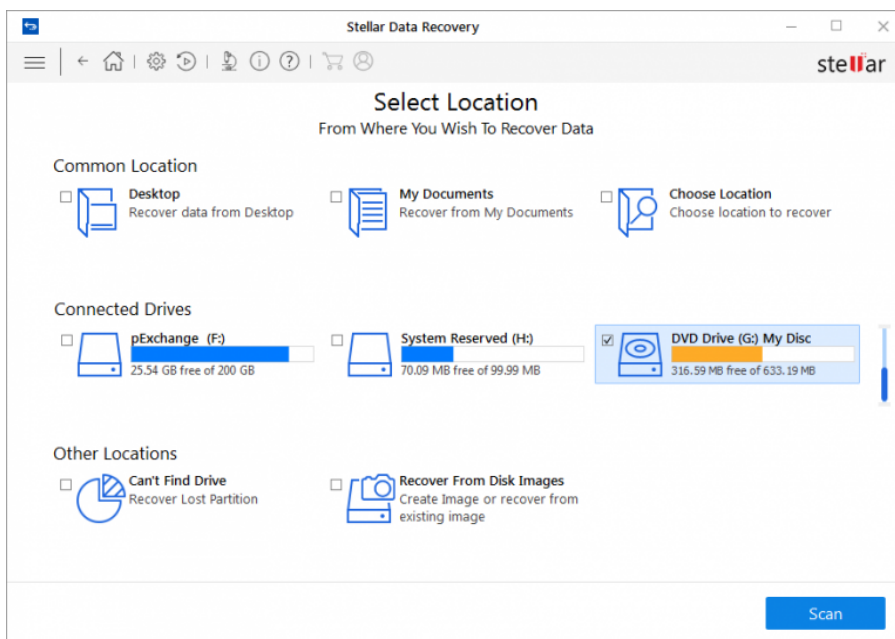 Stellar Data Recovery
stellar
Select Location
From Where You Wish To Recover Data
Common Location
Desktop
Recover data from Desktop
My Documents
Recover from My Documents
Choose Location
Choose location to recover
Connected Drives
pExchange (F:)
25.54 GB free of 200 GB
System Reserved (H:)
70.09 MB free of 99.99 MB
DVD Drive (G:) My Disc
316.59 MB free of 633.19 MB
Other Locations
Can't Find Drive
Recover Lost Partition
Recover From Disk Images
Create Image or recover from
existing image
Scan